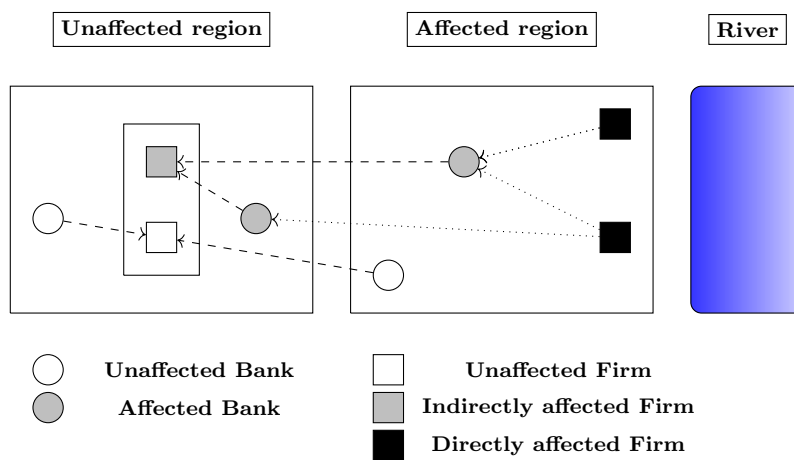 Unaffected region
Affected region
River
Unaffected Bank
Unaffected Firm
Affected Bank
Indirectly affected Firm
Directly affected Firm